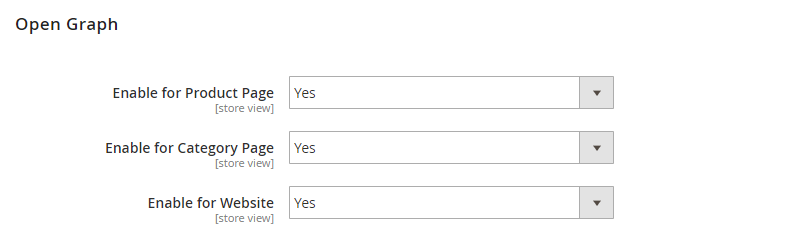 Open Graph
Enable for Product Page Yes
[store view]
Enable for Category Page Yes
[store view]
Enable for Website Yes
[store view]